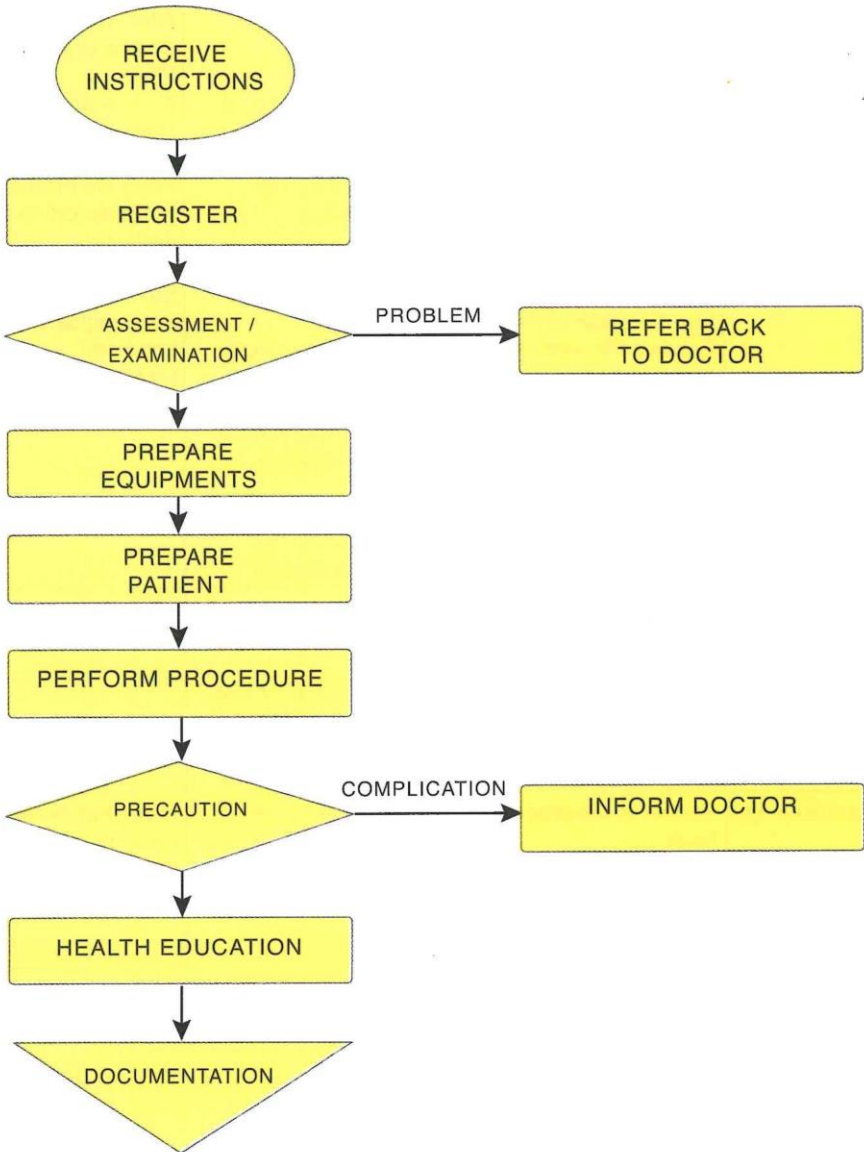 RECEIVE
INSTRUCTIONS
REGISTER
ASSESSMENT /
EXAMINATION
PROBLEM
REFER BACK
TO DOCTOR
PREPARE
EQUIPMENTS
PREPARE
PATIENT
PERFORM PROCEDURE
PRECAUTION
COMPLICATION
INFORM DOCTOR
HEALTH EDUCATION
DOCUMENTATION